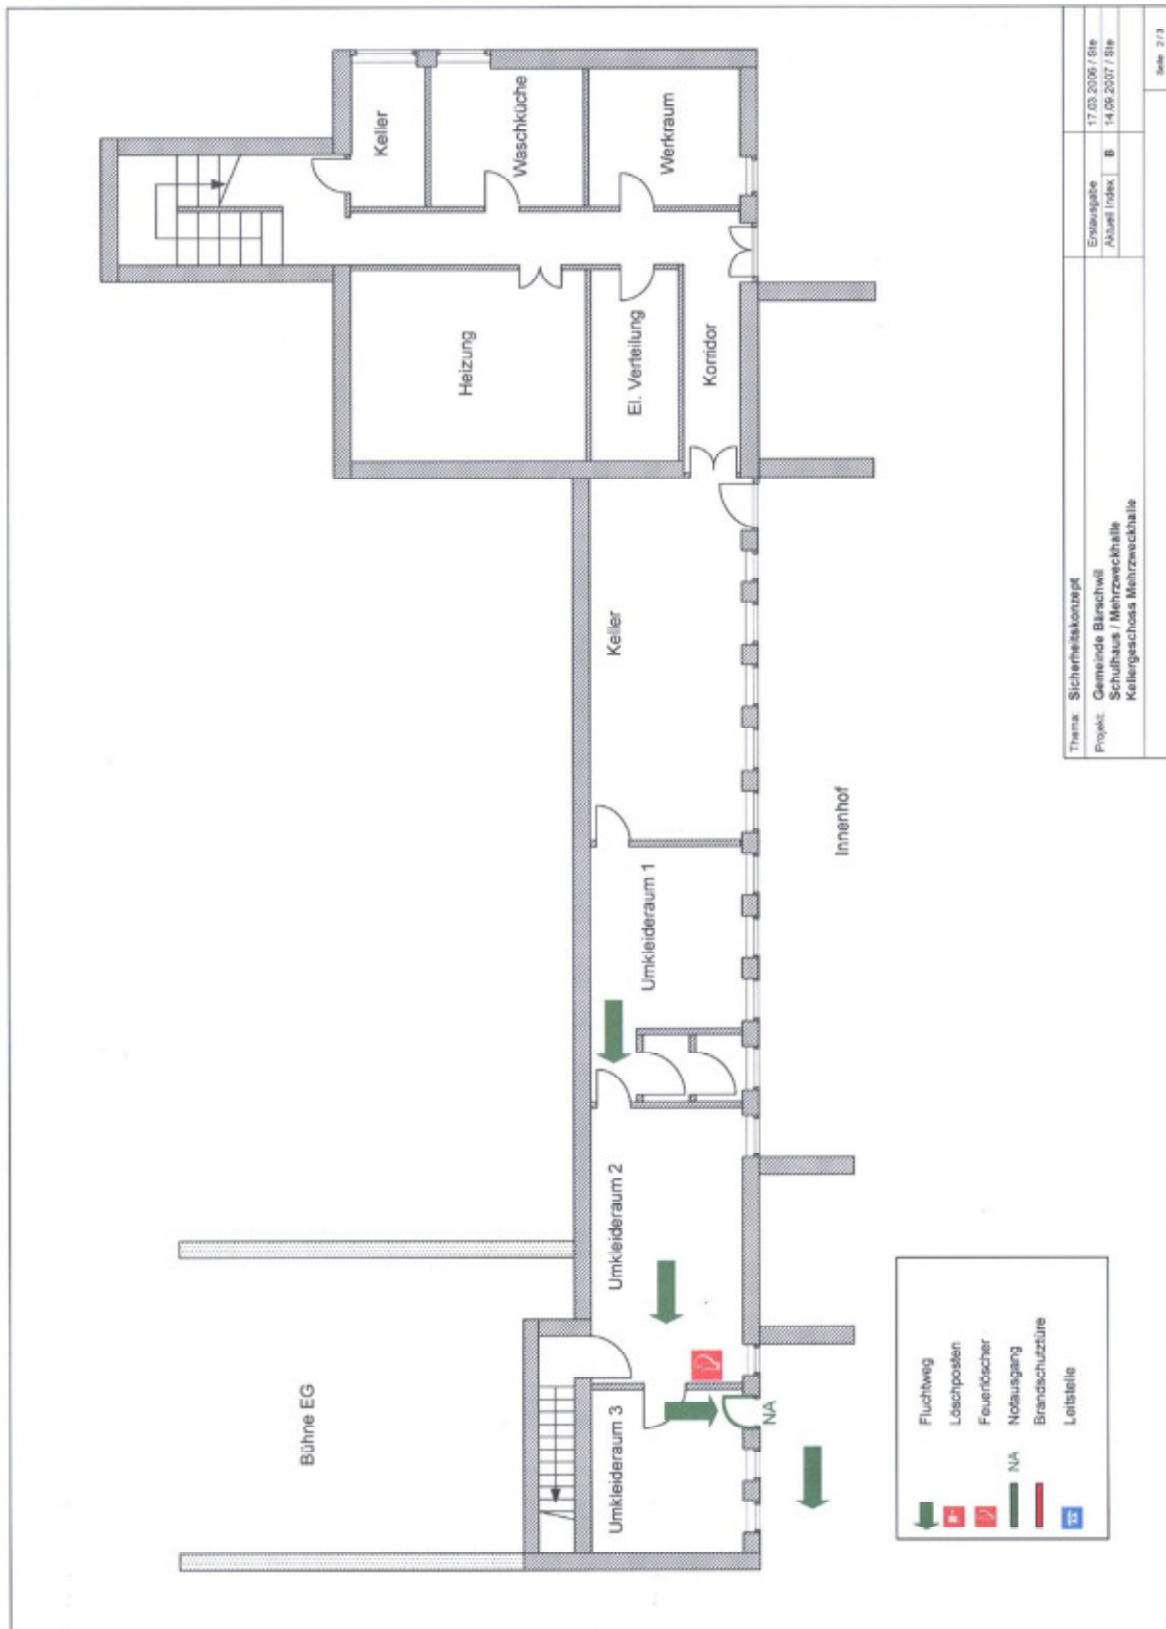 Bühne EG
Umkleideraum 3
Umkleideraum 2
Umkleideraum 1
Keller
Heizung
El. Verteilung
Korridor
Keller
Waschküche
Werkraum
NA
Innenhof
Fluchtweg
Löschposten
Feuerlöscher
NA Notausgang
Brandschutztüre
Leitstelle
Thema: Sicherheitskonzept
Projekt: Gemeinde Bärschwil
Schulhaus / Mehrzweckhalle
Kellergeschoss Mehrzweckhalle
Erstausgabe 17.03.2006 / Ste
Aktuell Index B 14.09.2007 / Ste
Seite 2 / 3